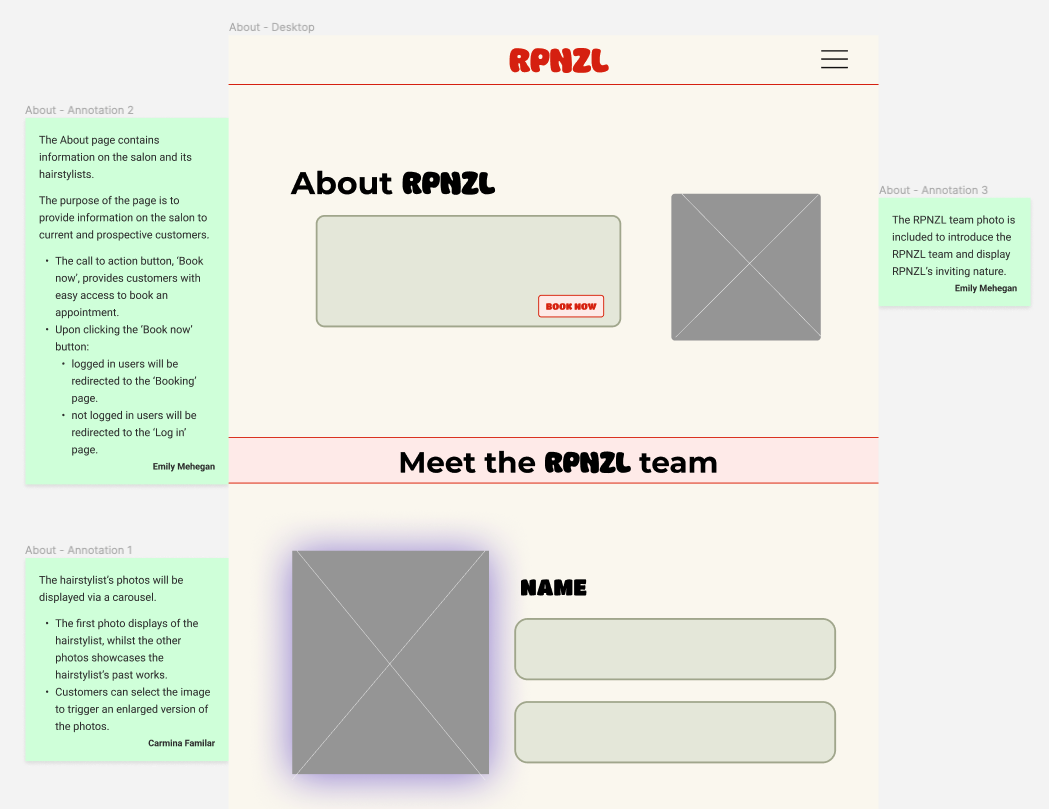 About - Desktop
RPNZL
About - Annotation 2
The About page contains
information on the salon and its
hairstylists.
The purpose of the page is to
provide information on the salon to
current and prospective customers.
• The call to action button, ‘Book
now’, provides customers with
easy access to book an
appointment.
• Upon clicking the ‘Book now’
button:
• logged in users will be
redirected to the ‘Booking’
page.
• not logged in users will be
redirected to the ‘Log in’
page.
Emily Mehegan
About RPNZL
BOOK NOW
About - Annotation 3
The RPNZL team photo is
included to introduce the
RPNZL team and display
RPNZL’s inviting nature.
Emily Mehegan
Meet the RPNZL team
About - Annotation 1
The hairstylist’s photos will be
displayed via a carousel.
• The first photo displays of the
hairstylist, whilst the other
photos showcases the
hairstylist’s past works.
• Customers can select the image
to trigger an enlarged version of
the photos.
Carmina Familar
NAME